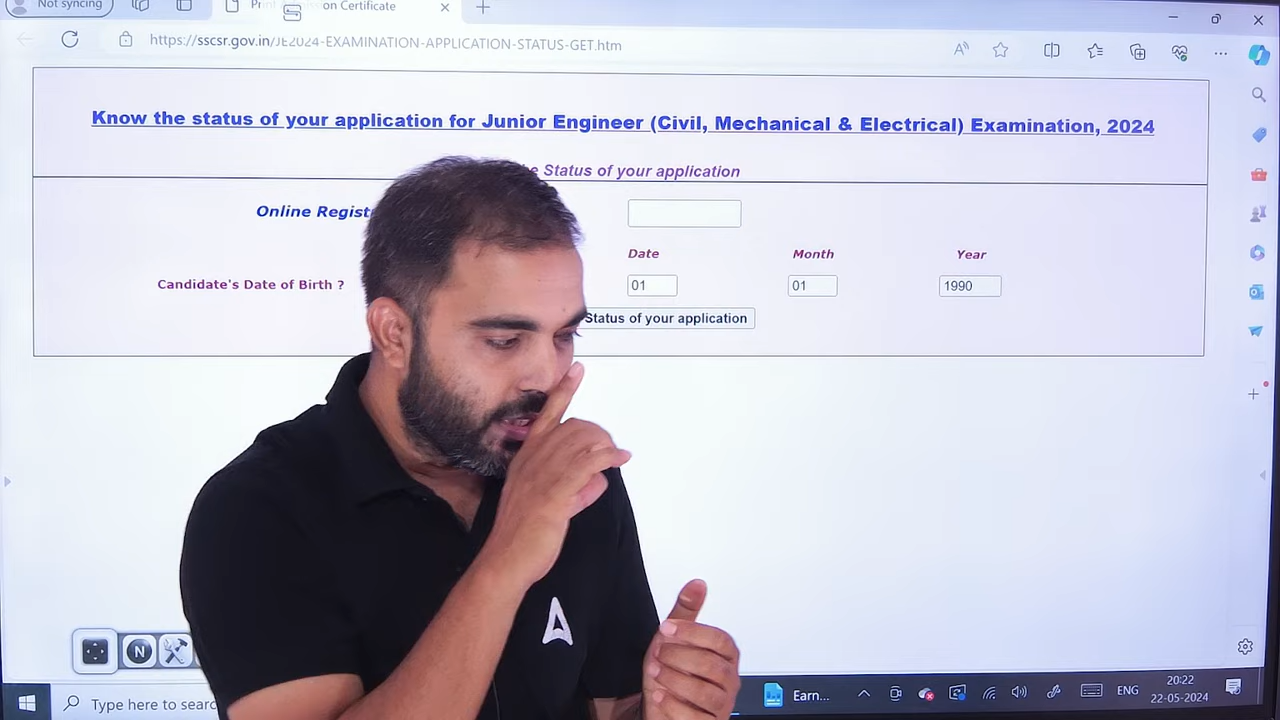 Not syncing
on Certificate
https://sscsr.gov.in/JE2024-EXAMINATION-APPLICATION-STATUS-GET.htm
Know the status of your application for Junior Engineer (Civil, Mechanical & Electrical) Examination, 2024
Status of your application
Online
Date Month Year
Candidate's Date of Birth ? 01 01 1990
Status of your application
N
Type here to
Earn...
ENG
20:22
22-05-2024